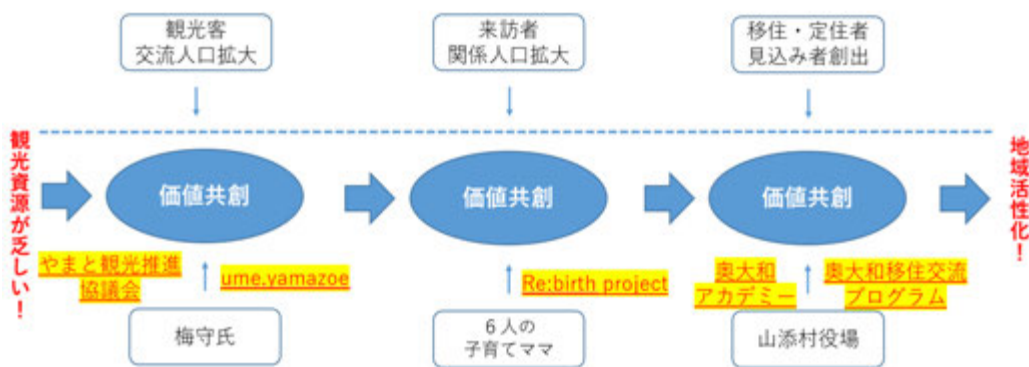 観光客
交流人口拡大
来訪者
関係人口拡大
移住・定住者
見込み者創出
観光資源が乏しい！
価値共創
価値共創
価値共創
地域活性化！
やまと観光推進
協議会
ume,yamazoe
Re:birth project
奥大和
アカデミー
奥大和移住交流
プログラム
梅守氏
６人の
子育てママ
山添村役場